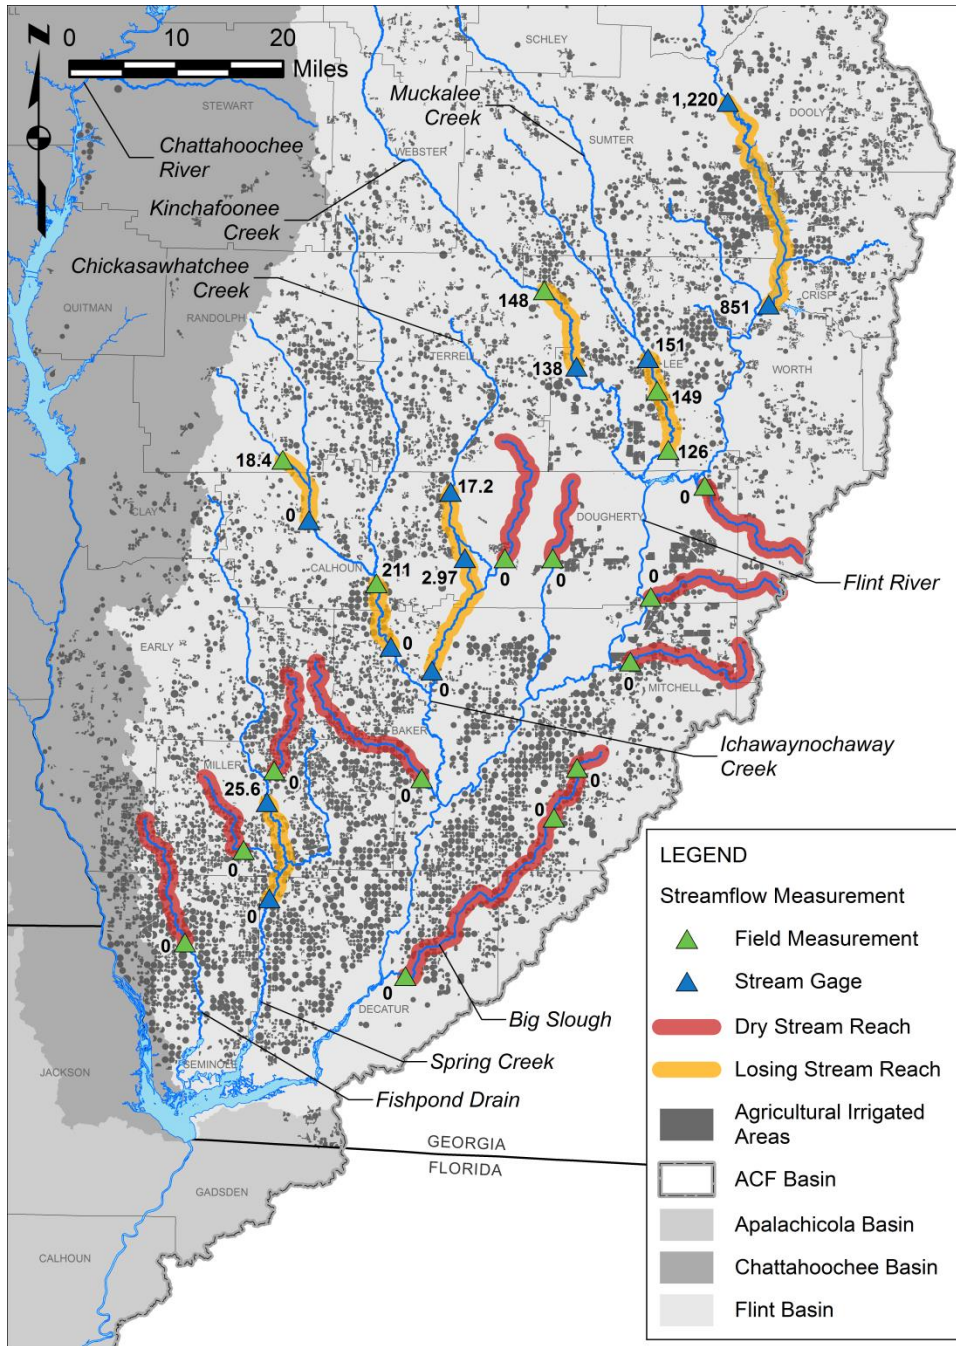 LL
N
0 10 20
Miles
SCHLEY
Muckalee
Creek
1,220
DOOLY
STEWART
SUMTER
Chattahoochee
River
WEBSTER
Kinchafoonee
Creek
Chickasawhatchee
Creek
148
851
CRISP
QUITMAN
RANDOLPH
TERRELL
151
LEE
138
WORTH
149
18.4
126
17.2
0
CLAY
0
DOUGHERTY
CALHOUN
211
2.97
0
0
0
Flint River
EARLY
0
0
0
MITCHELL
BAKER
Ichawaynochaway
Creek
MILLER
25.6
0
0
0
0
0
0
0
0
DECATUR
Big Slough
SEMINOLE
Spring Creek
JACKSON
Fishpond Drain
GEORGIA
FLORIDA
GADSDEN
CALHOUN
LEGEND
Streamflow Measurement
Field Measurement
Stream Gage
Dry Stream Reach
Losing Stream Reach
Agricultural Irrigated
Areas
ACF Basin
Apalachicola Basin
Chattahoochee Basin
Flint Basin